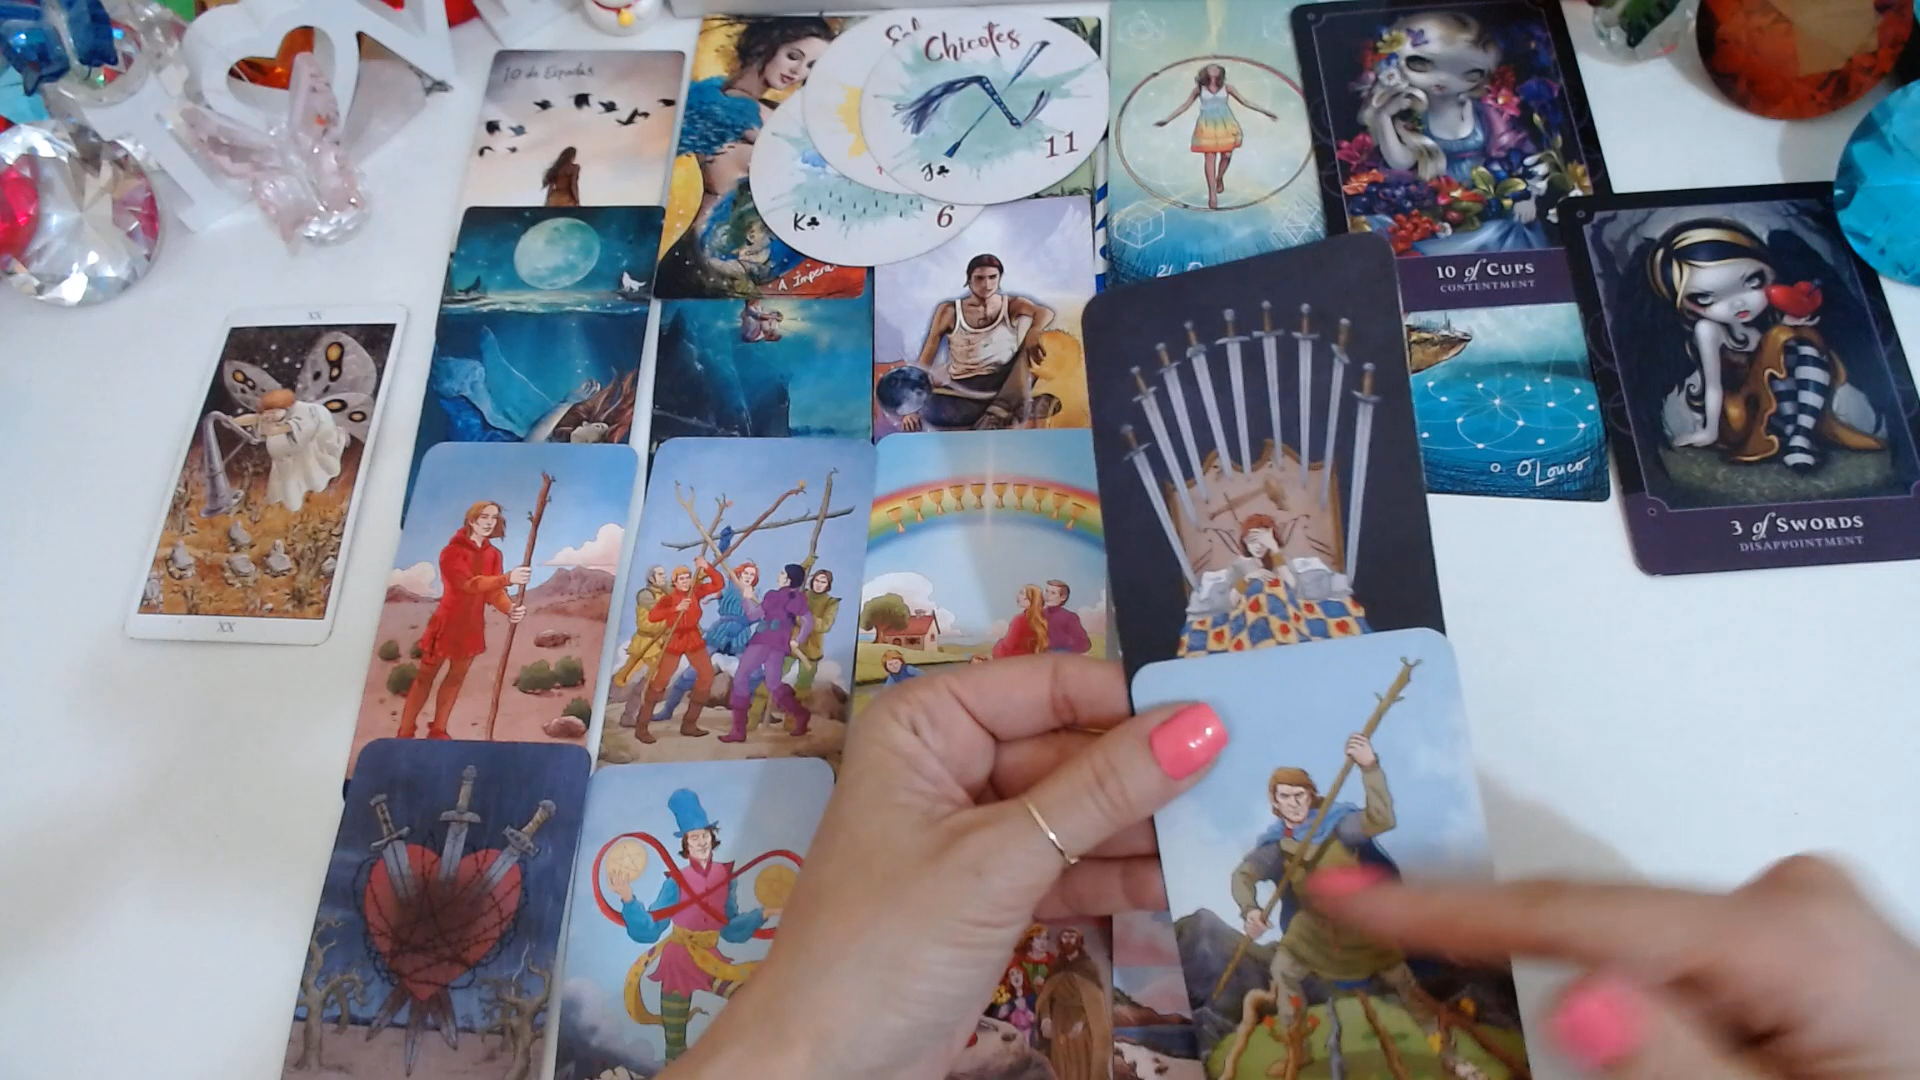 10 de Espadas
Chicotes
11
J♣
K♣
6
A Impera
10 of CUPS
CONTENTMENT
O O Louco
3 of SWORDS
DISAPPOINTMENT
XX
XX